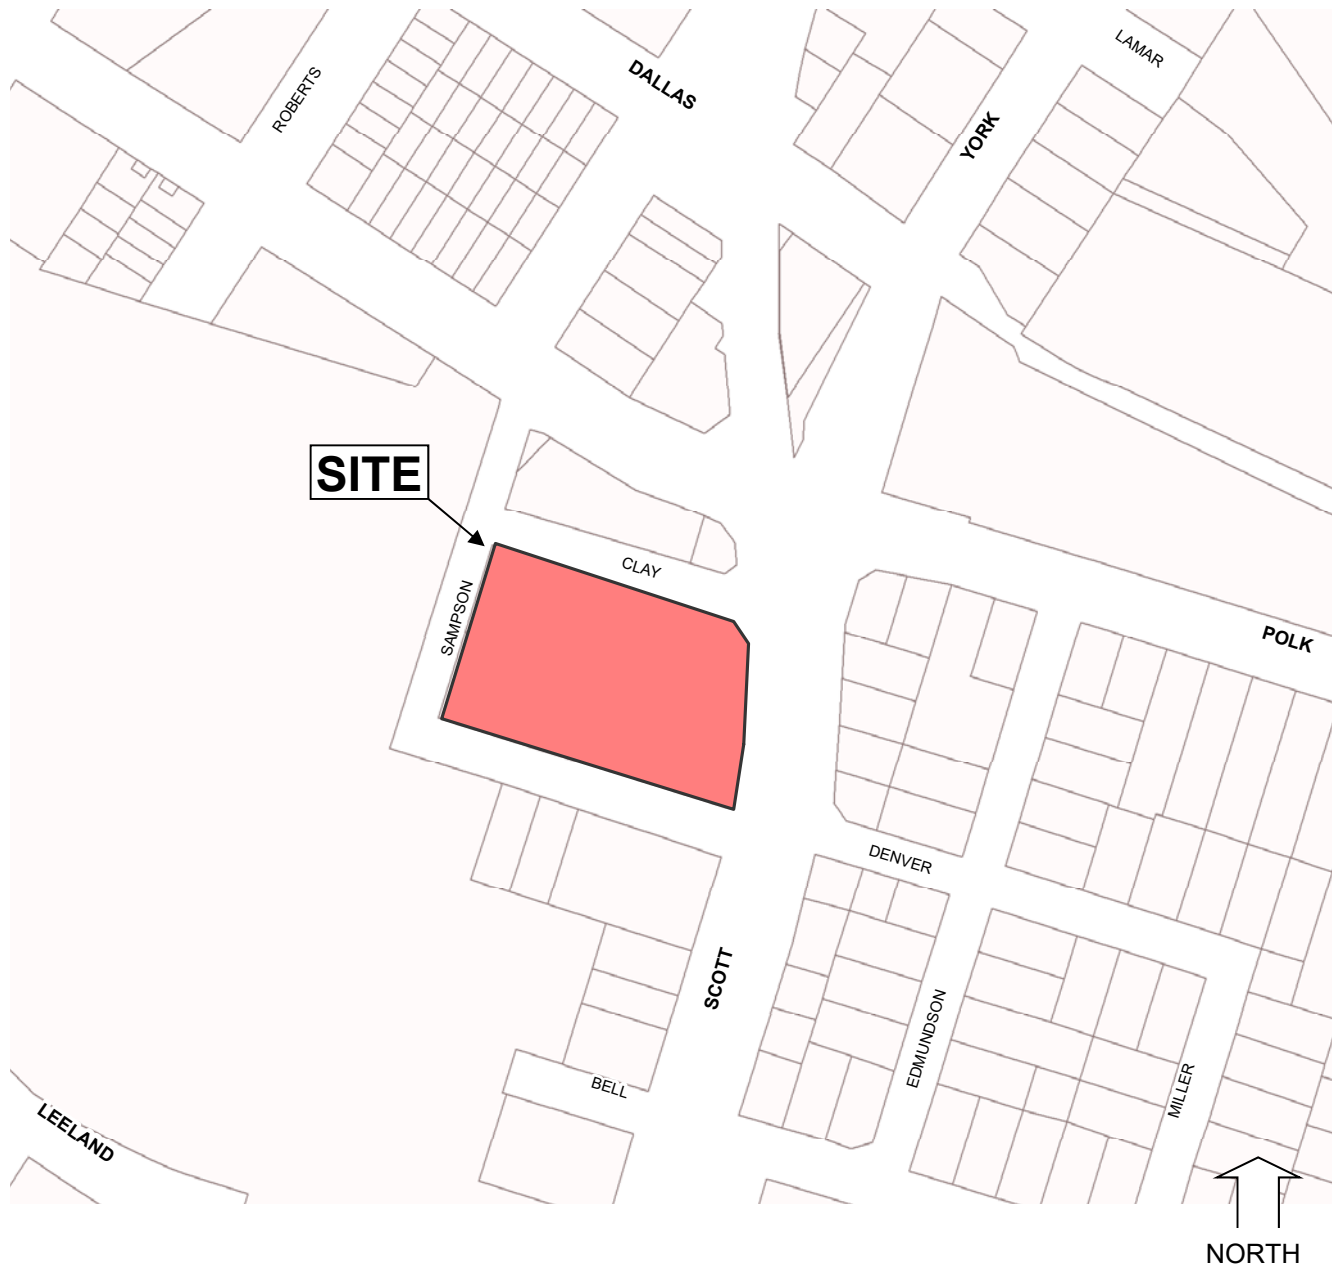 LAMAR
DALLAS
ROBERTS
YORK
SITE
CLAY
SAMPSON
POLK
DENVER
SCOTT
EDMUNDSON
BELL
MILLER
LEELAND
NORTH